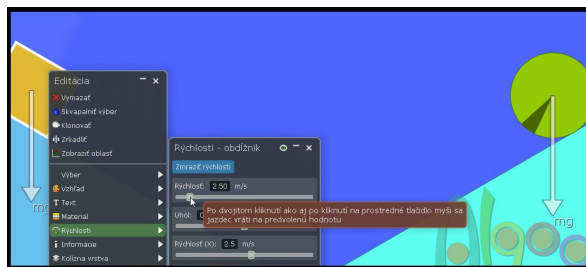 Editácia
Vymazať
Skvapalniť výber
Klonovať
Zrkadliť
Zobraziť oblasť
Výber
Vzhľad
Text
Materiál
Rýchlosti
Informácie
Kolízna vrstva
Rýchlosti - obdĺžnik
Zmraziť rýchlosti
Rýchlosť: 2.50 m/s
Uhol:
Po dvojitom kliknutí ako aj po kliknutí na prostredné tlačidlo myši sa
jazdec vráti na predvolenú hodnotu
Rýchlosť (X): 2.5 m/s
mg
Algo